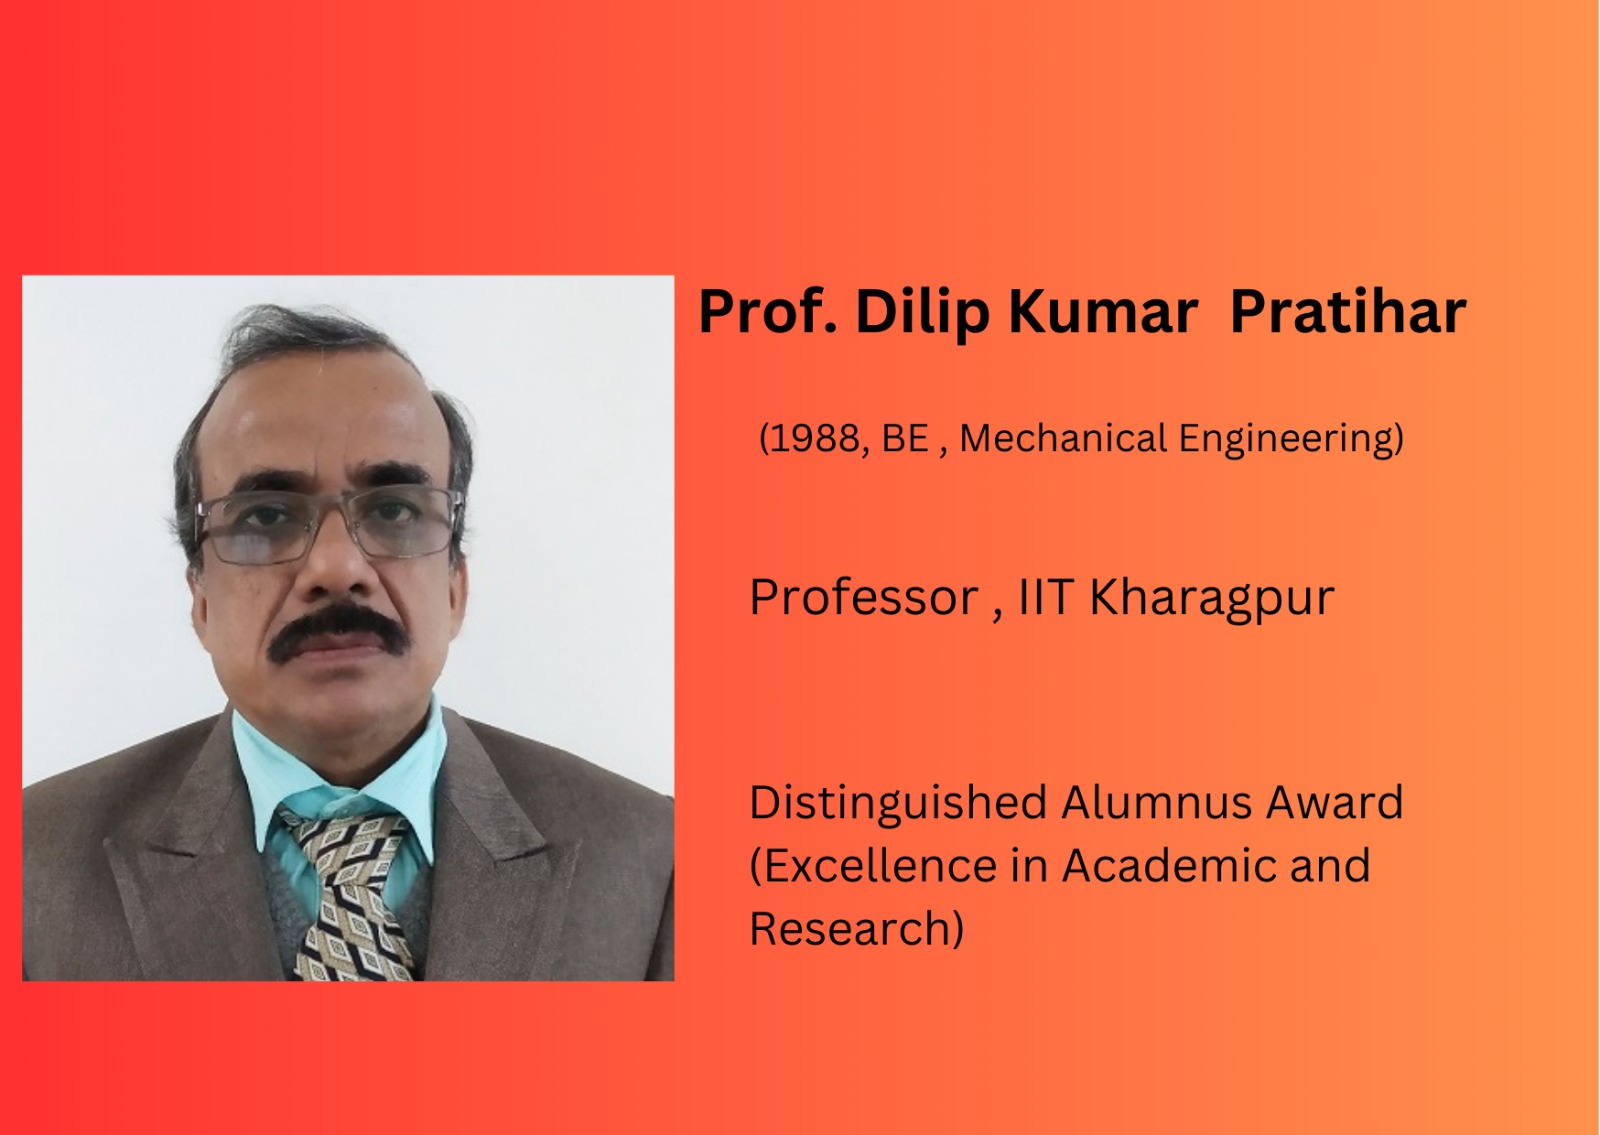 Prof. Dilip Kumar  Pratihar
(1988, BE , Mechanical Engineering)
Professor , IIT Kharagpur
Distinguished Alumnus Award
(Excellence in Academic and
Research)